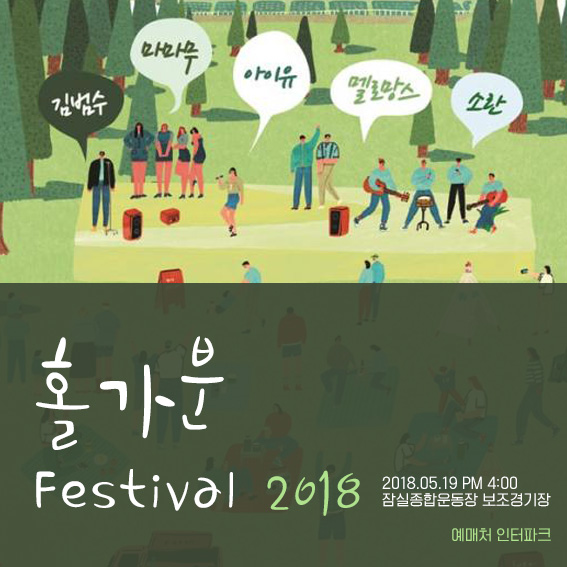 김범수
마마무
아이유
멜로망스
소란
홀가분
Festival 2018
2018.05.19 PM 4:00
잠실종합운동장 보조경기장
예매처 인터파크